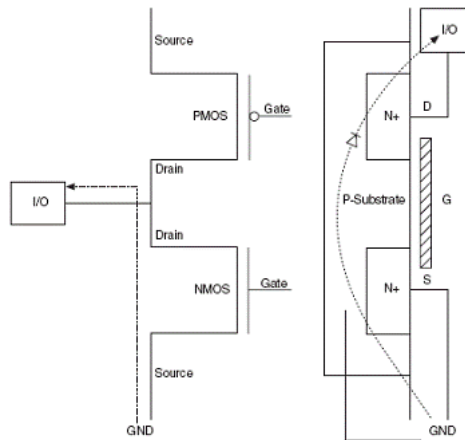 Source
I/O
Gate
PMOS
N+
D
Drain
I/O
P-Substrate
G
Drain
NMOS
Gate
N+
S
Source
GND
GND